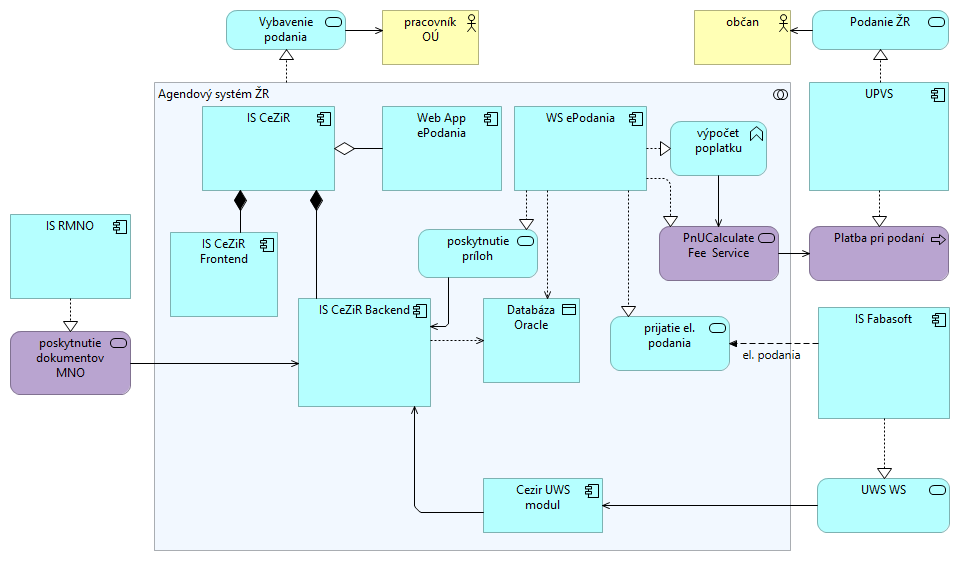 Vybavenie
podania
pracovník
OÚ
občan
Podanie ŽR
Agendový systém ŽR
IS CeZiR
Web App
ePodania
WS ePodania
výpočet
poplatku
UPVS
IS RMNO
IS CeZiR
Frontend
poskytnutie
príloh
PnUCalculate
Fee Service
Platba pri podaní
IS CeZiR Backend
Databáza
Oracle
prijatie el.
podania
IS Fabasoft
poskytnutie
dokumentov
MNO
el. podania
Cezir UWS
modul
UWS WS